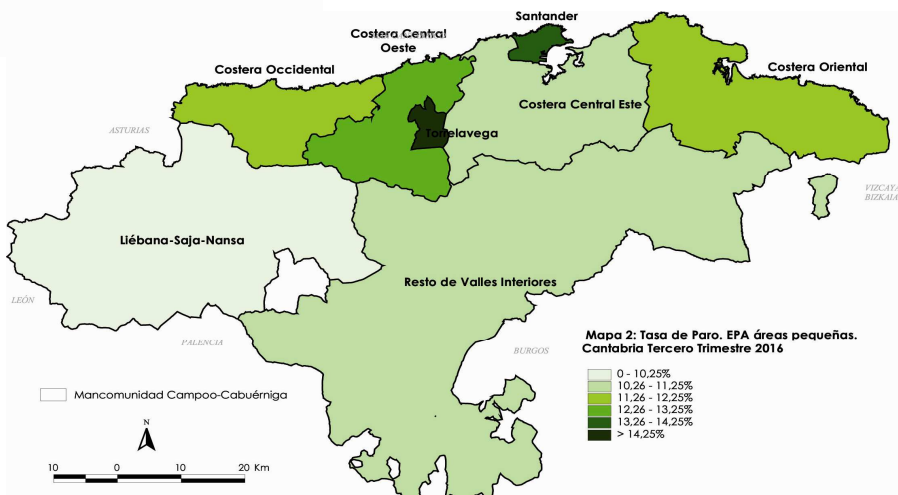 Santander
Costera Central
Oeste
Costera Occidental
Costera Oriental
Costera Central Este
ASTURIAS
Torrelavega
VIZCAYA
BIZKAIA
Liébana-Saja-Nansa
Resto de Valles Interiores
LEÓN
PALENCIA
BURGOS
Mapa 2: Tasa de Paro. EPA áreas pequeñas.
Cantabria Tercero Trimestre 2016
0 - 10,25%
10,26 - 11,25%
11,26 - 12,25%
12,26 - 13,25%
13,26 - 14,25%
> 14,25%
Mancomunidad Campoo-Cabuérniga
N
10 0 10 20 Km